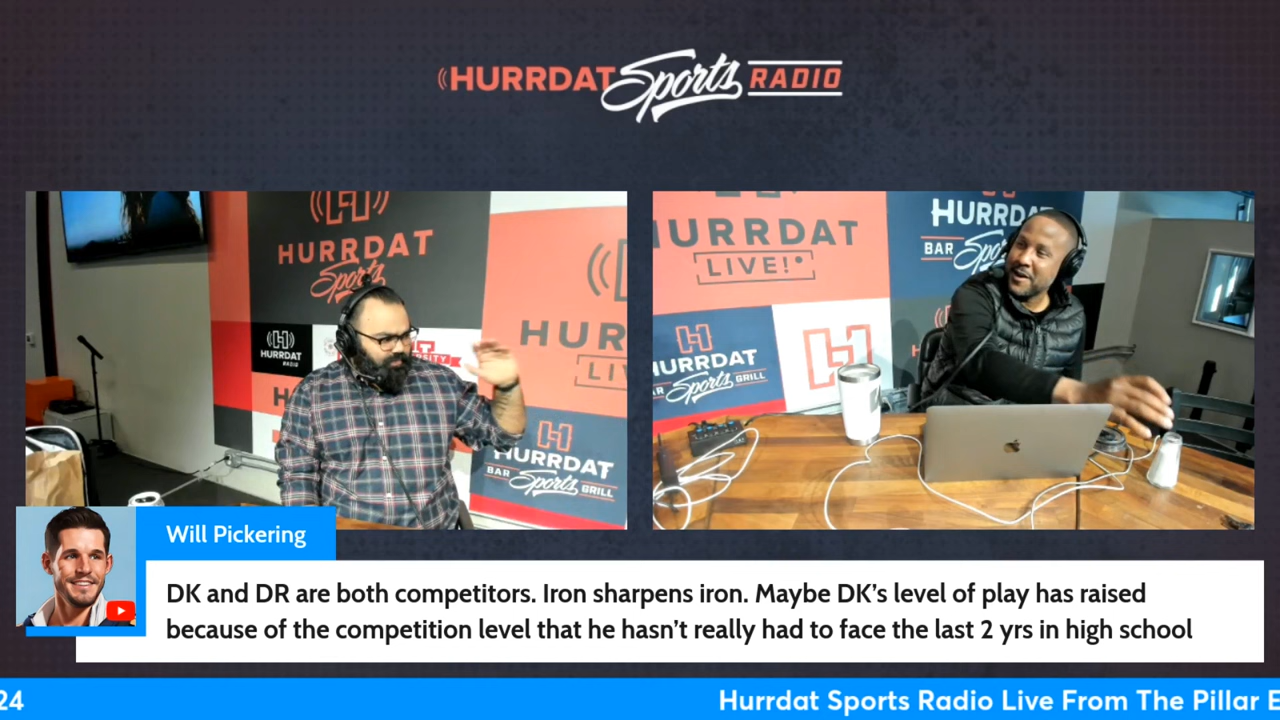 HURRDAT Sports RADIO
HURRDAT
Sports
HURRDAT
RADIO
HURRDAT
BAR Sports GRILL
HURRDAT
LIVE!
HURRDAT
BAR
HURRDAT
Sports GRILL
Will Pickering
DK and DR are both competitors. Iron sharpens iron. Maybe DK’s level of play has raised
because of the competition level that he hasn’t really had to face the last 2 yrs in high school
24
Hurrdat Sports Radio Live From The Pillar E